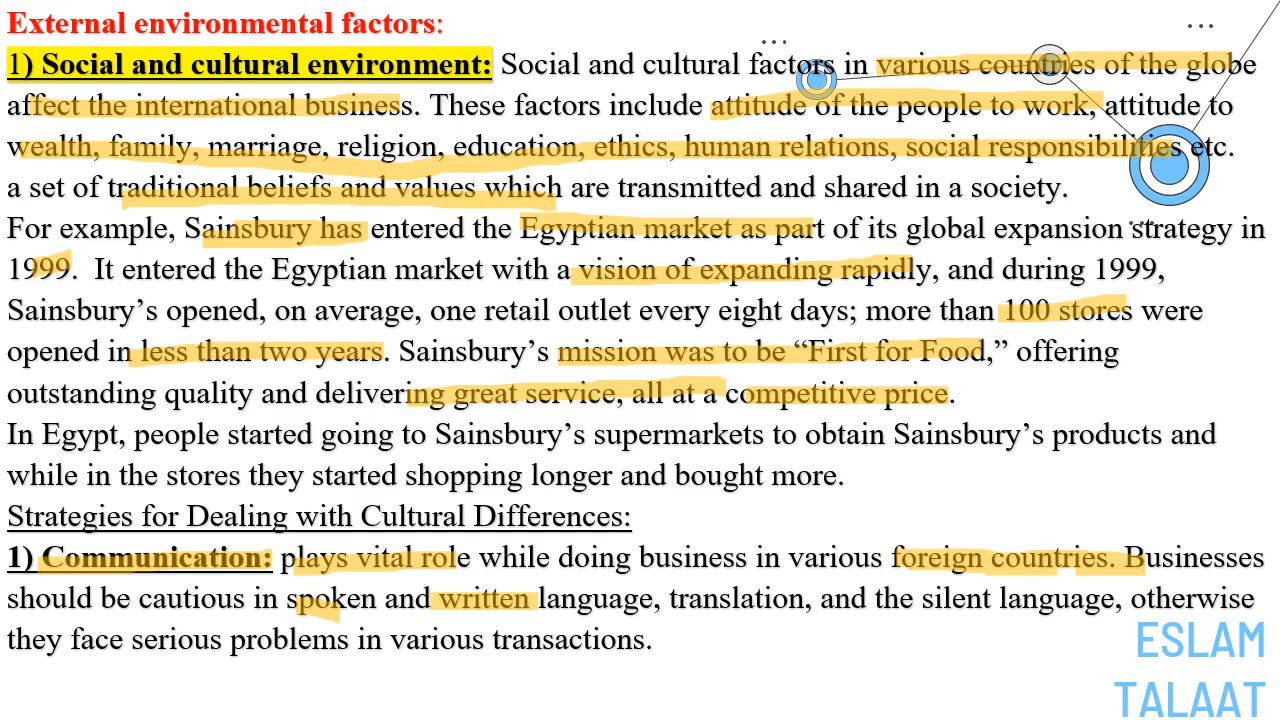 External environmental factors:
1) Social and cultural environment: Social and cultural factors in various countries of the globe
affect the international business. These factors include attitude of the people to work, attitude to
wealth, family, marriage, religion, education, ethics, human relations, social responsibilities etc.
a set of traditional beliefs and values which are transmitted and shared in a society.
For example, Sainsbury has entered the Egyptian market as part of its global expansion strategy in
1999. It entered the Egyptian market with a vision of expanding rapidly, and during 1999,
Sainsbury's opened, on average, one retail outlet every eight days; more than 100 stores were
opened in less than two years. Sainsbury's mission was to be “First for Food,” offering
outstanding quality and delivering great service, all at a competitive price.
In Egypt, people started going to Sainsbury's supermarkets to obtain Sainsbury's products and
while in the stores they started shopping longer and bought more.
Strategies for Dealing with Cultural Differences:
1) Communication: plays vital role while doing business in various foreign countries. Businesses
should be cautious in spoken and written language, translation, and the silent language, otherwise
they face serious problems in various transactions.
ESLAM
TALAAT